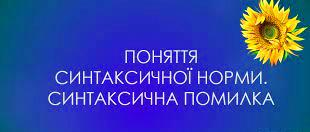 ПОНЯТТЯ
СИНТАКСИЧНОЇ НОРМИ.
СИНТАКСИЧНА ПОМИЛКА